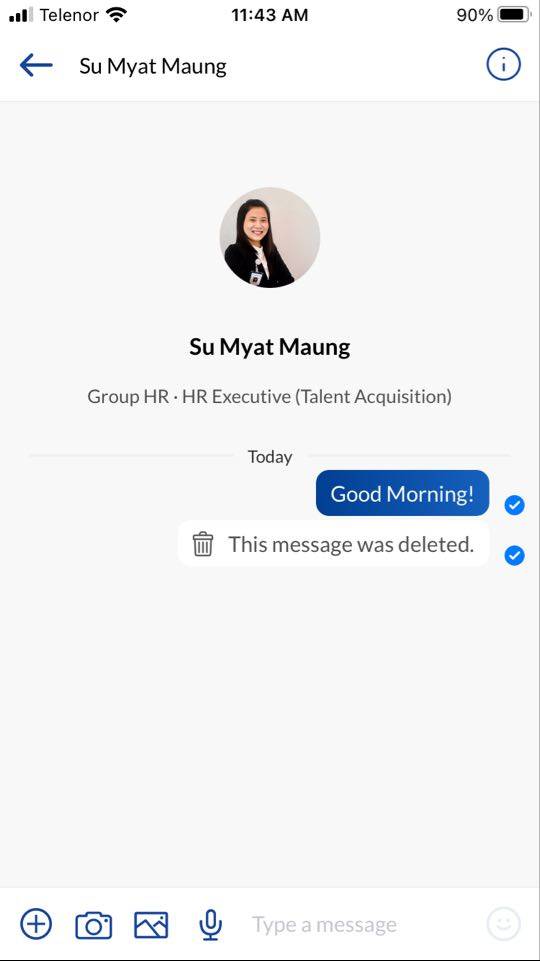 Telenor 11:43 AM 90%
Su Myat Maung
Su Myat Maung
Group HR · HR Executive (Talent Acquisition)
Today
Good Morning!
This message was deleted.
Type a message